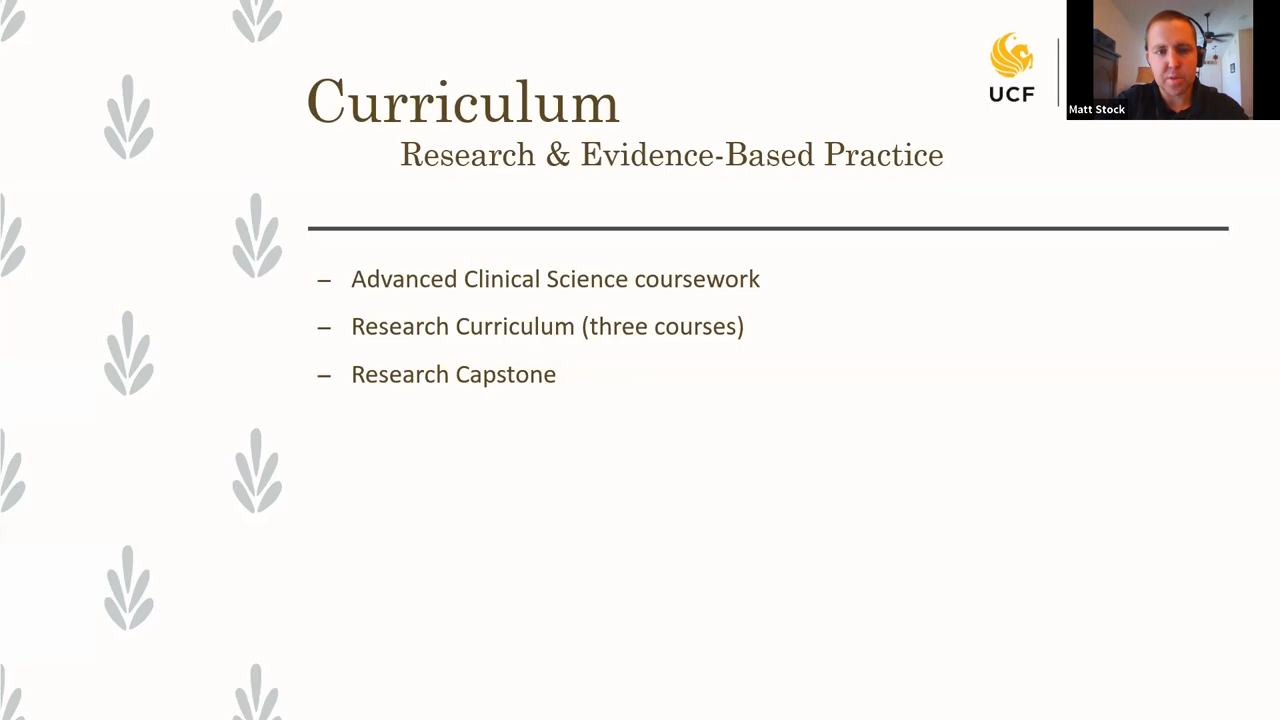 Curriculum
Research & Evidence-Based Practice
UCF
Matt Stock
– Advanced Clinical Science coursework
– Research Curriculum (three courses)
– Research Capstone